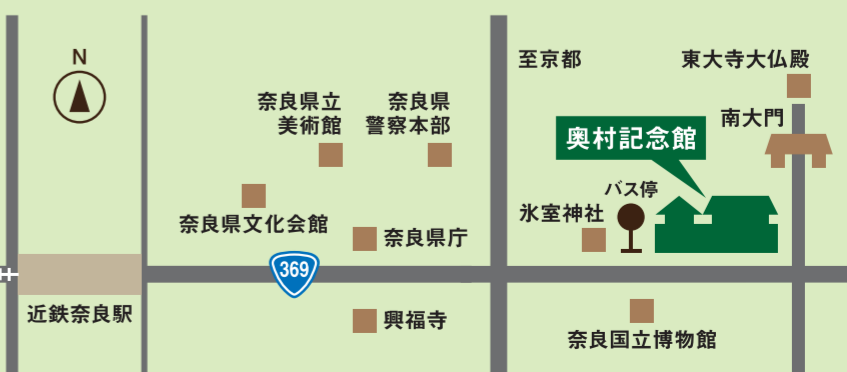 N
至京都
東大寺大仏殿
奈良県立
美術館
奈良県
警察本部
南大門
奥村記念館
バス停
奈良県文化会館
氷室神社
奈良県庁
369
近鉄奈良駅
興福寺
奈良国立博物館